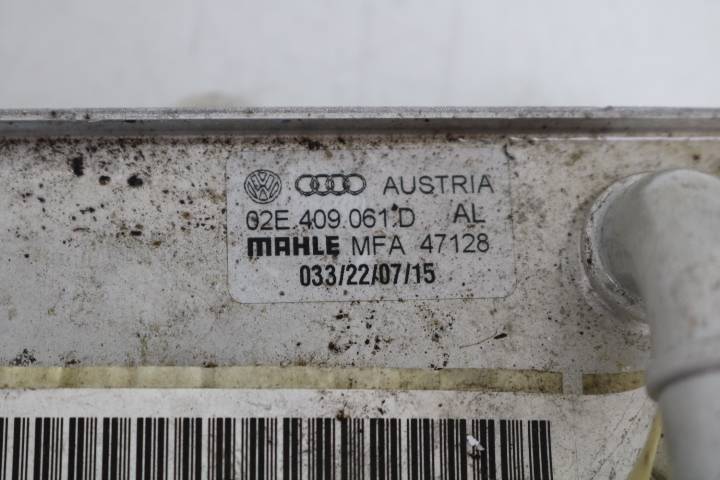 AUSTRIA
02E 409 061 D AL
MAHLE MFA 47128
033/22/07/15